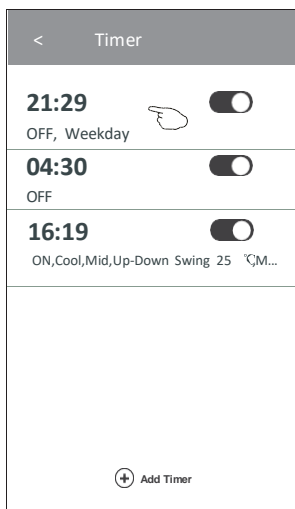 < Timer
21:29
OFF, Weekday
04:30
OFF
16:19
ON,Cool,Mid,Up-Down Swing 25 ℃,M...
Add Timer